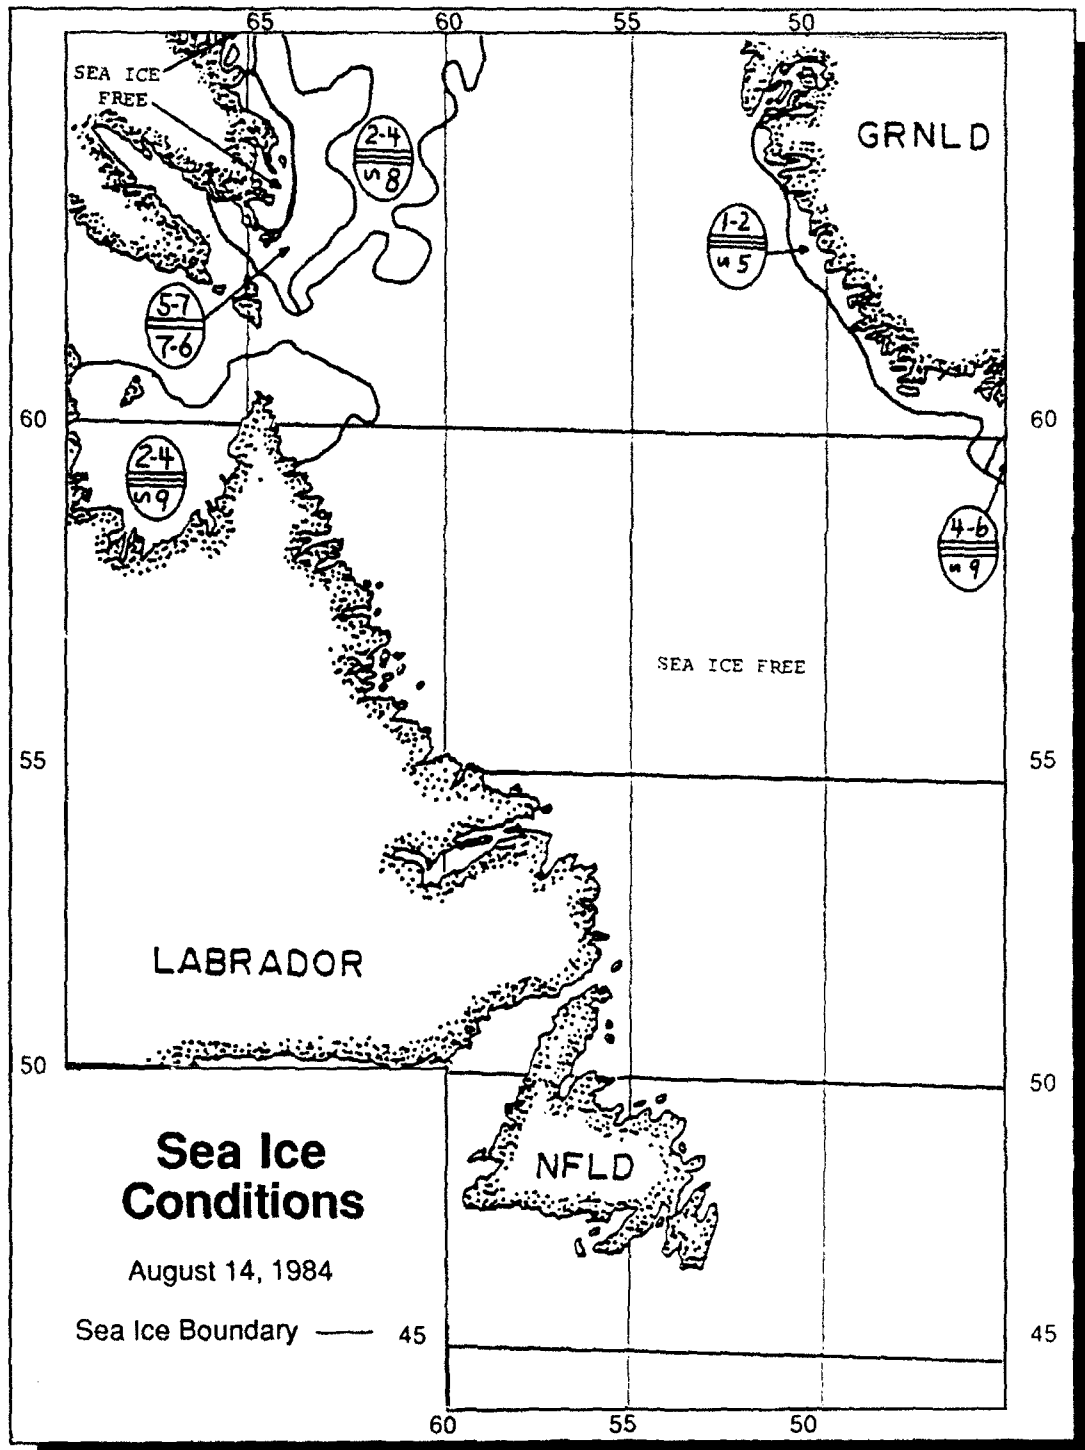 65 60 55 50
SEA ICE
FREE
2-4
8
GRNLD
1-2
5
5-7
7-6
60 60
2-4
9
4-6
9
SEA ICE FREE
55 55
LABRADOR
50 50
Sea Ice
Conditions
NFLD
August 14, 1984
Sea Ice Boundary 45 45
60 55 50